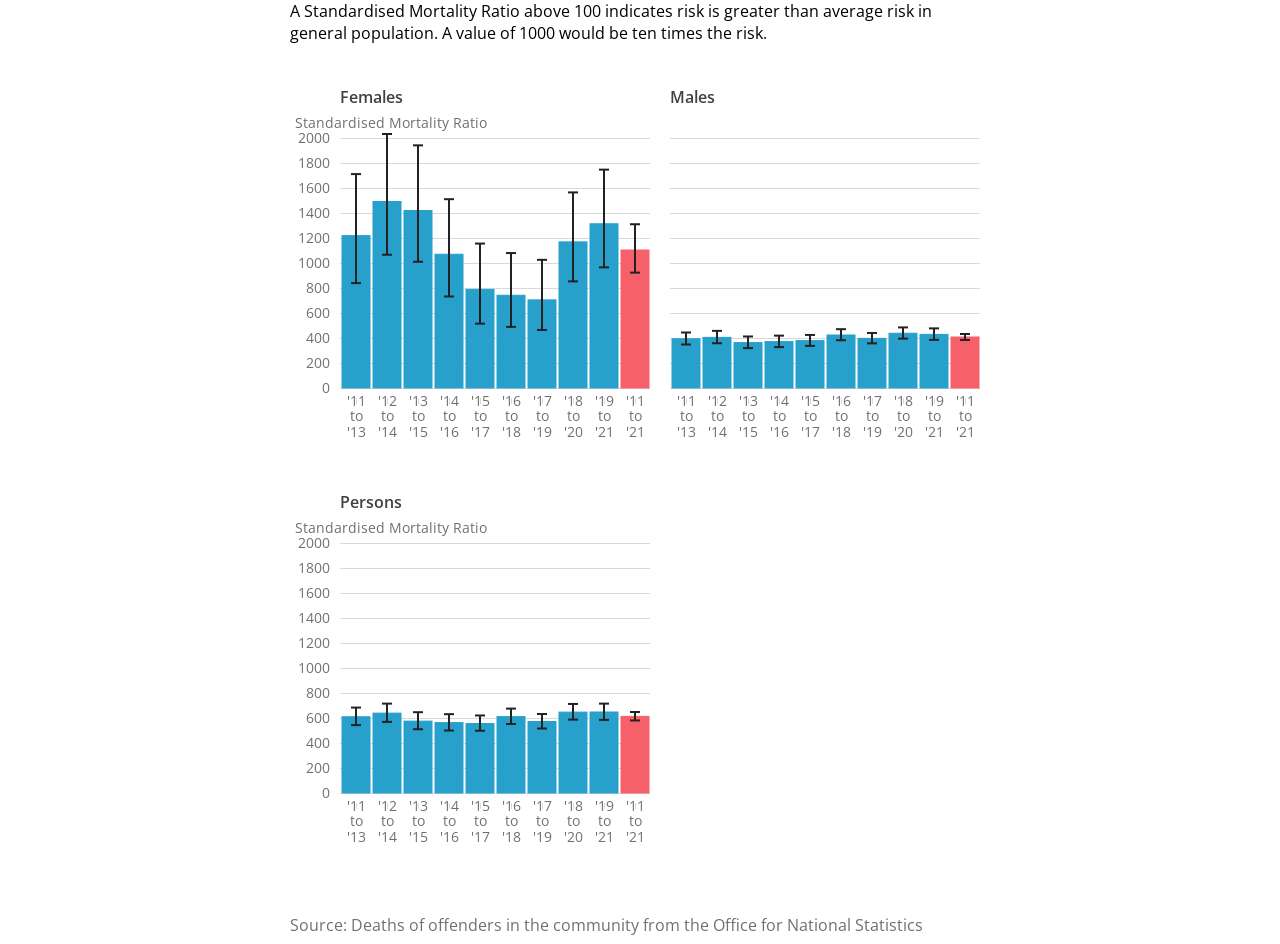 A Standardised Mortality Ratio above 100 indicates risk is greater than average risk in
general population. A value of 1000 would be ten times the risk.
Females
Males
Standardised Mortality Ratio
2000
1800
1600
1400
1200
1000
800
600
400
200
0
'11 '12 '13 '14 '15 '16 '17 '18 '19 '11
to to to to to to to to to to
'13 '14 '15 '16 '17 '18 '19 '20 '21 '21
'11 '12 '13 '14 '15 '16 '17 '18 '19 '11
to to to to to to to to to to
'13 '14 '15 '16 '17 '18 '19 '20 '21 '21
Persons
Standardised Mortality Ratio
2000
1800
1600
1400
1200
1000
800
600
400
200
0
'11 '12 '13 '14 '15 '16 '17 '18 '19 '11
to to to to to to to to to to
'13 '14 '15 '16 '17 '18 '19 '20 '21 '21
Source: Deaths of offenders in the community from the Office for National Statistics